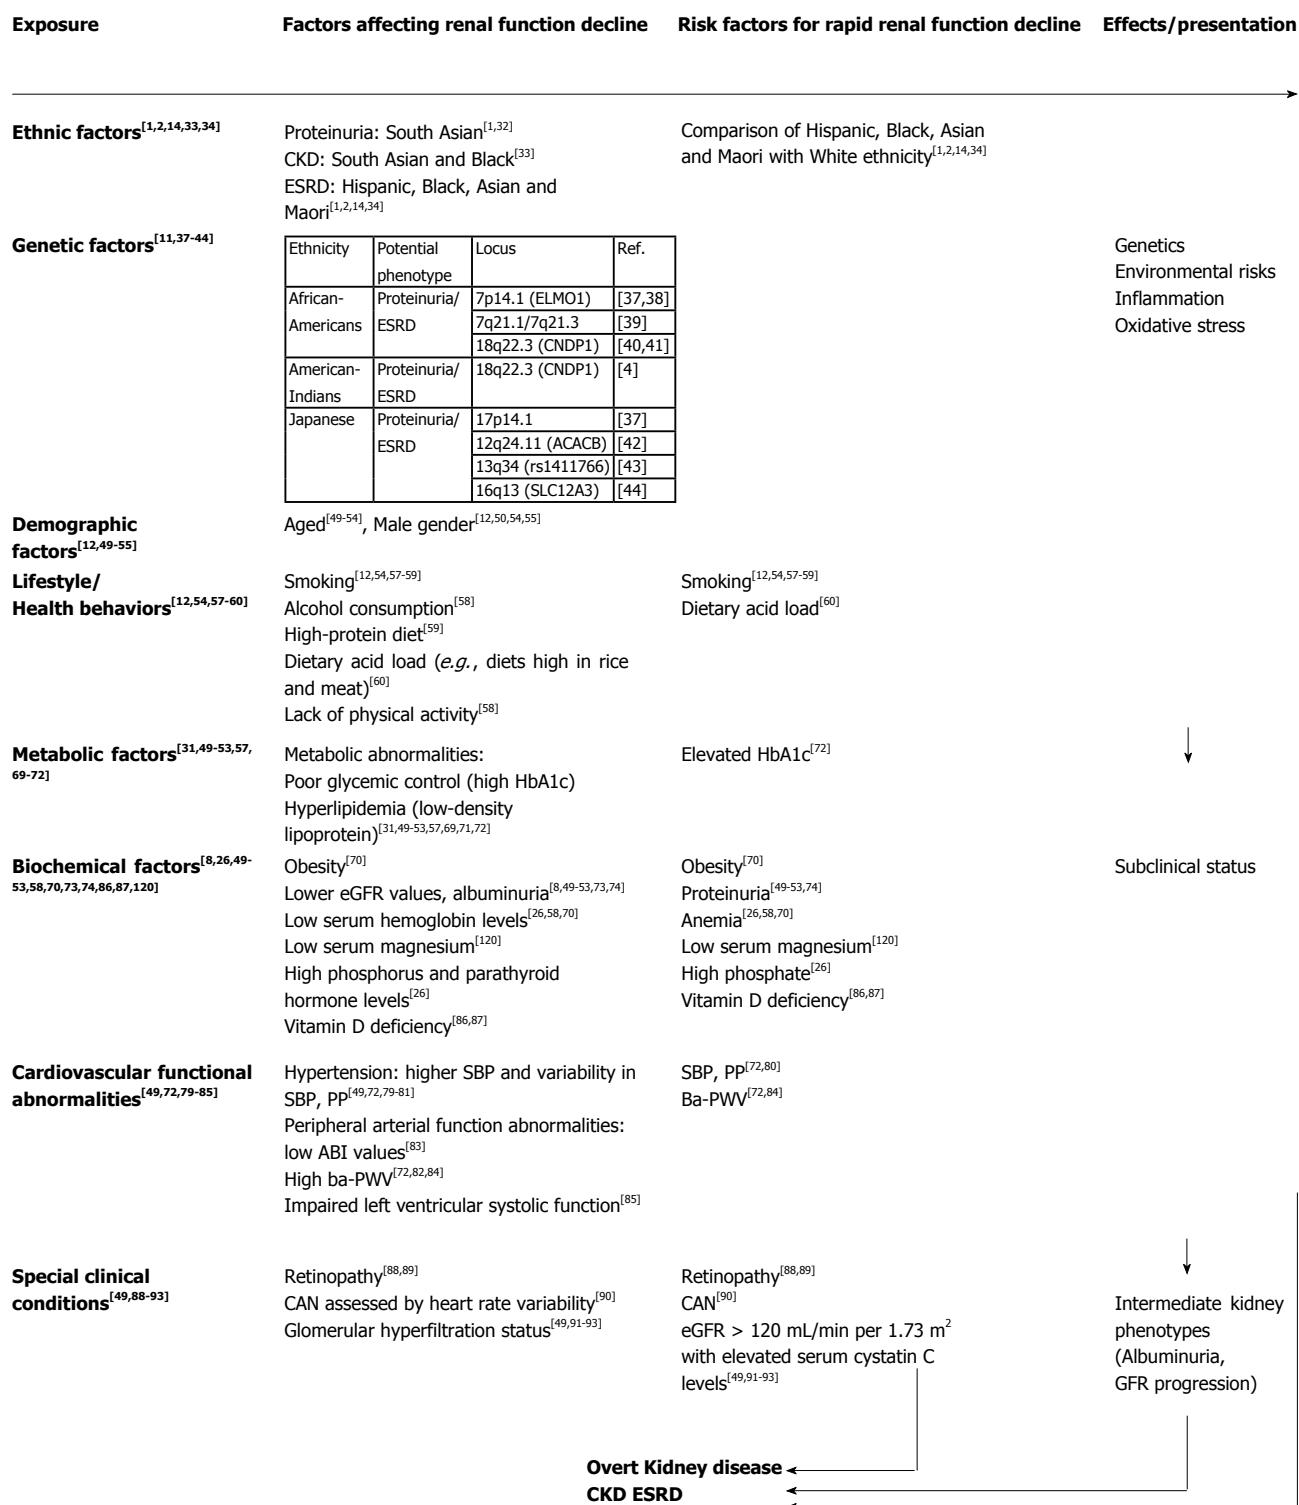 Exposure Factors affecting renal function decline Risk factors for rapid renal function decline Effects/presentation
Ethnic factors[1,2,14,33,34]
Proteinuria: South Asian[1,32]
CKD: South Asian and Black[33]
ESRD: Hispanic, Black, Asian and
Maori[1,2,14,34]
Comparison of Hispanic, Black, Asian
and Maori with White ethnicity[1,2,14,34]
Genetic factors[11,37-44]
Ethnicity Potential phenotype Locus Ref.
African-Americans Proteinuria/ESRD 7p14.1 (ELMO1) [37,38]
7q21.1/7q21.3 [39]
18q22.3 (CNDP1) [40,41]
American-Indians Proteinuria/ESRD 18q22.3 (CNDP1) [4]
Japanese Proteinuria/ESRD 17p14.1 [37]
12q24.11 (ACACB) [42]
13q34 (rs1411766) [43]
16q13 (SLC12A3) [44]
Genetics
Environmental risks
Inflammation
Oxidative stress
Demographic
factors[12,49-55]
Aged[49-54], Male gender[12,50,54,55]
Lifestyle/
Health behaviors[12,54,57-60]
Smoking[12,54,57-59]
Alcohol consumption[58]
High-protein diet[59]
Dietary acid load (e.g., diets high in rice
and meat)[60]
Lack of physical activity[58]
Smoking[12,54,57-59]
Dietary acid load[60]
Metabolic factors[31,49-53,57,
69-72]
Metabolic abnormalities:
Poor glycemic control (high HbA1c)
Hyperlipidemia (low-density
lipoprotein)[31,49-53,57,69,71,72]
Elevated HbA1c[72]
Biochemical factors[8,26,49-
53,58,70,73,74,86,87,120]
Obesity[70]
Lower eGFR values, albuminuria[8,49-53,73,74]
Low serum hemoglobin levels[26,58,70]
Low serum magnesium[120]
High phosphorus and parathyroid
hormone levels[26]
Vitamin D deficiency[86,87]
Obesity[70]
Proteinuria[49-53,74]
Anemia[26,58,70]
Low serum magnesium[120]
High phosphate[26]
Vitamin D deficiency[86,87]
Subclinical status
Cardiovascular functional
abnormalities[49,72,79-85]
Hypertension: higher SBP and variability in
SBP, PP[49,72,79-81]
Peripheral arterial function abnormalities:
low ABI values[83]
High ba-PWV[72,82,84]
Impaired left ventricular systolic function[85]
SBP, PP[72,80]
Ba-PWV[72,84]
Special clinical
conditions[49,88-93]
Retinopathy[88,89]
CAN assessed by heart rate variability[90]
Glomerular hyperfiltration status[49,91-93]
Retinopathy[88,89]
CAN[90]
eGFR > 120 mL/min per 1.73 m2
with elevated serum cystatin C
levels[49,91-93]
Intermediate kidney
phenotypes
(Albuminuria,
GFR progression)
Overt Kidney disease
CKD ESRD